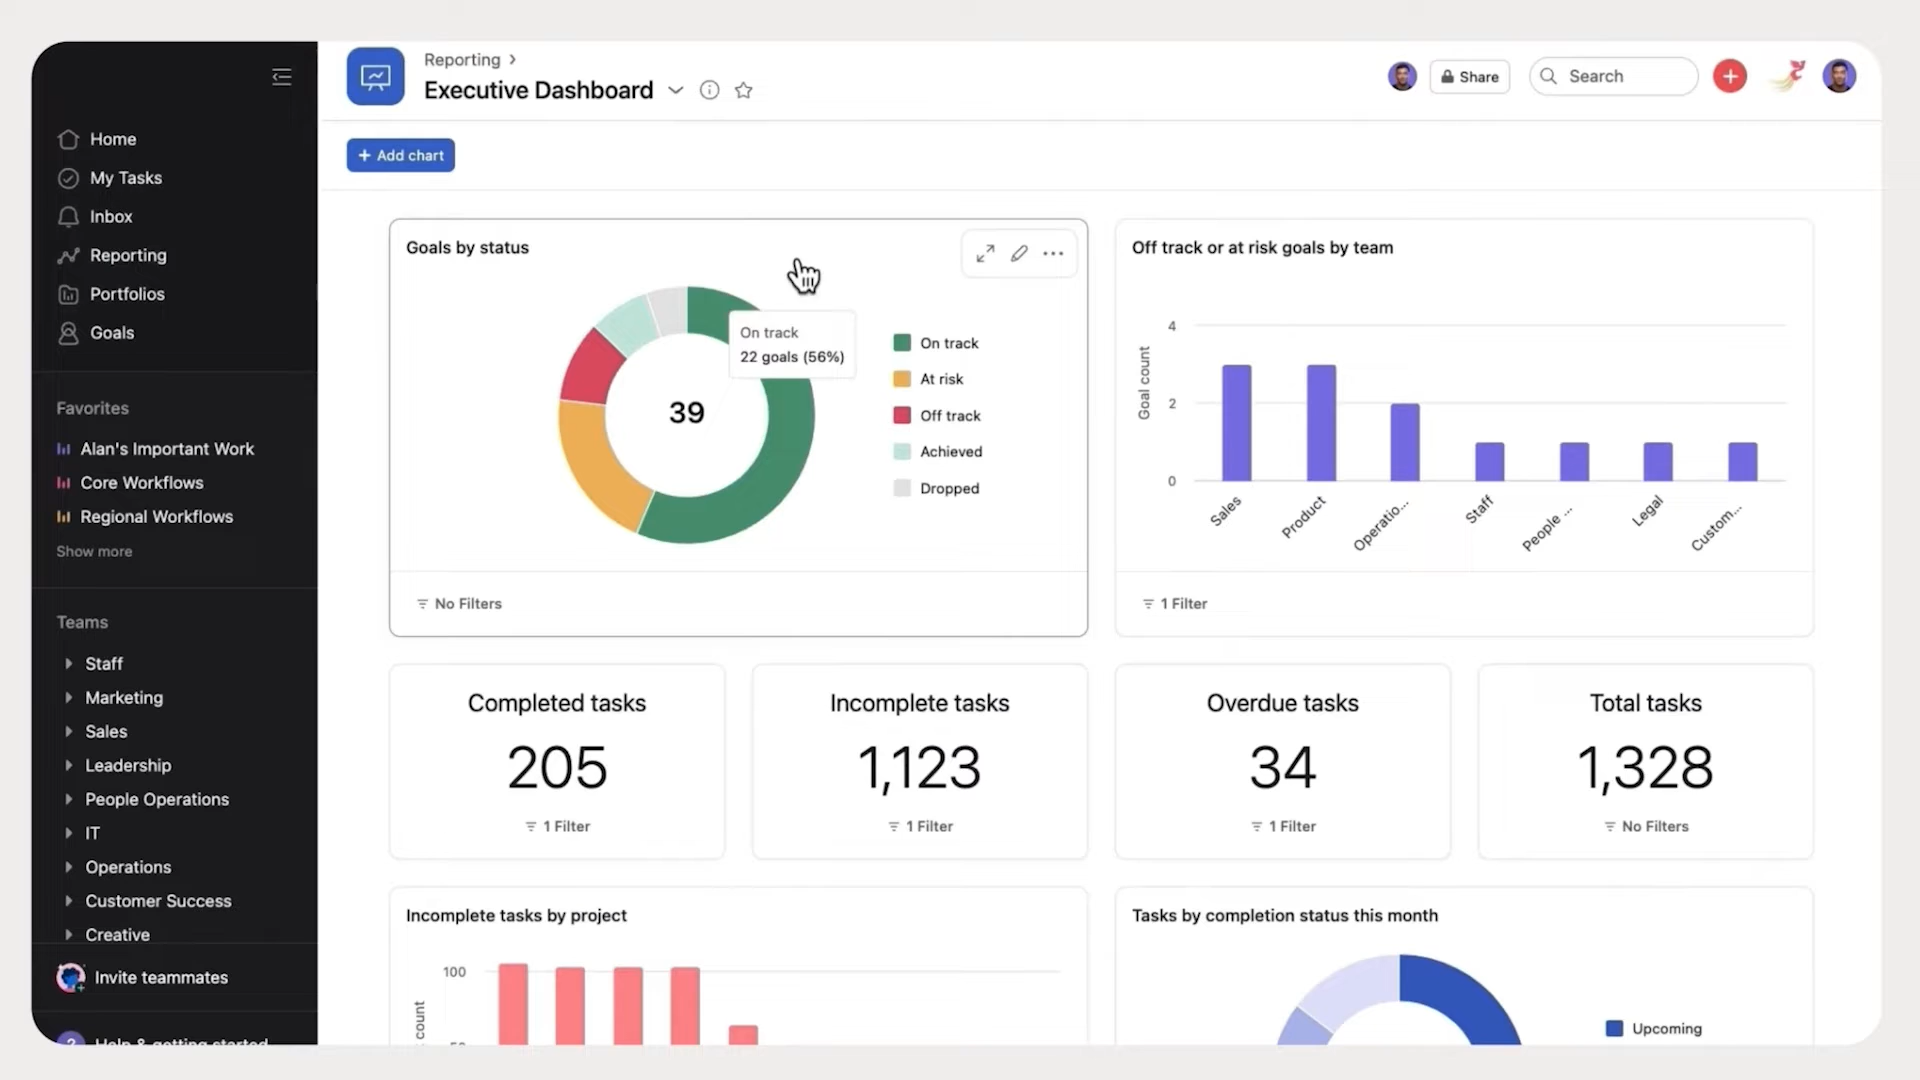 Home
My Tasks
Inbox
Reporting
Portfolios
Goals
Favorites
Alan's Important Work
Core Workflows
Regional Workflows
Show more
Teams
Staff
Marketing
Sales
Leadership
People Operations
IT
Operations
Customer Success
Creative
Invite teammates
Help & getting started
Reporting
Executive Dashboard
Share
Search
+ Add chart
Goals by status
On track
22 goals (56%)
39
On track
At risk
Off track
Achieved
Dropped
No Filters
Off track or at risk goals by team
Goal count
4
2
0
Sales
Product
Operatio...
Staff
People ...
Legal
Custom...
1 Filter
Completed tasks
205
1 Filter
Incomplete tasks
1,123
1 Filter
Overdue tasks
34
1 Filter
Total tasks
1,328
No Filters
Incomplete tasks by project
100
count
Tasks by completion status this month
Upcoming